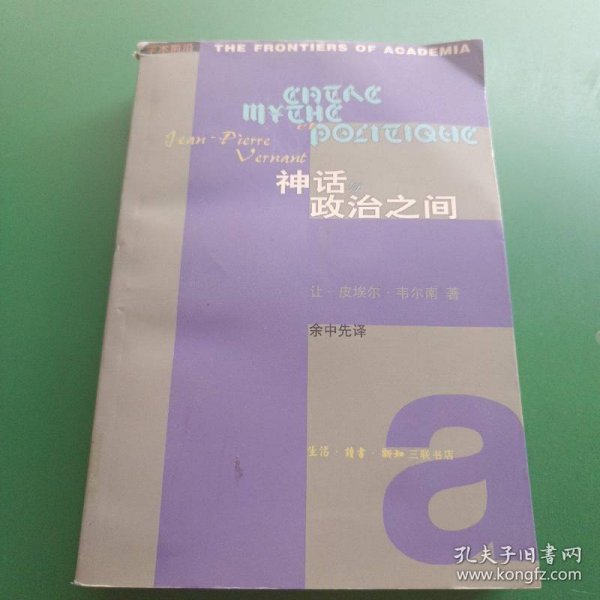 学术前沿 THE FRONTIERS OF ACADEMIA
ENTRE
MYTHE
et
POLITIQUE
Jean-Pierre
Vernant
神话与
政治之间
让-皮埃尔·韦尔南 著
余中先译
a
生活·讀書·新知三联书店
孔夫子旧书网
www.kongfz.com